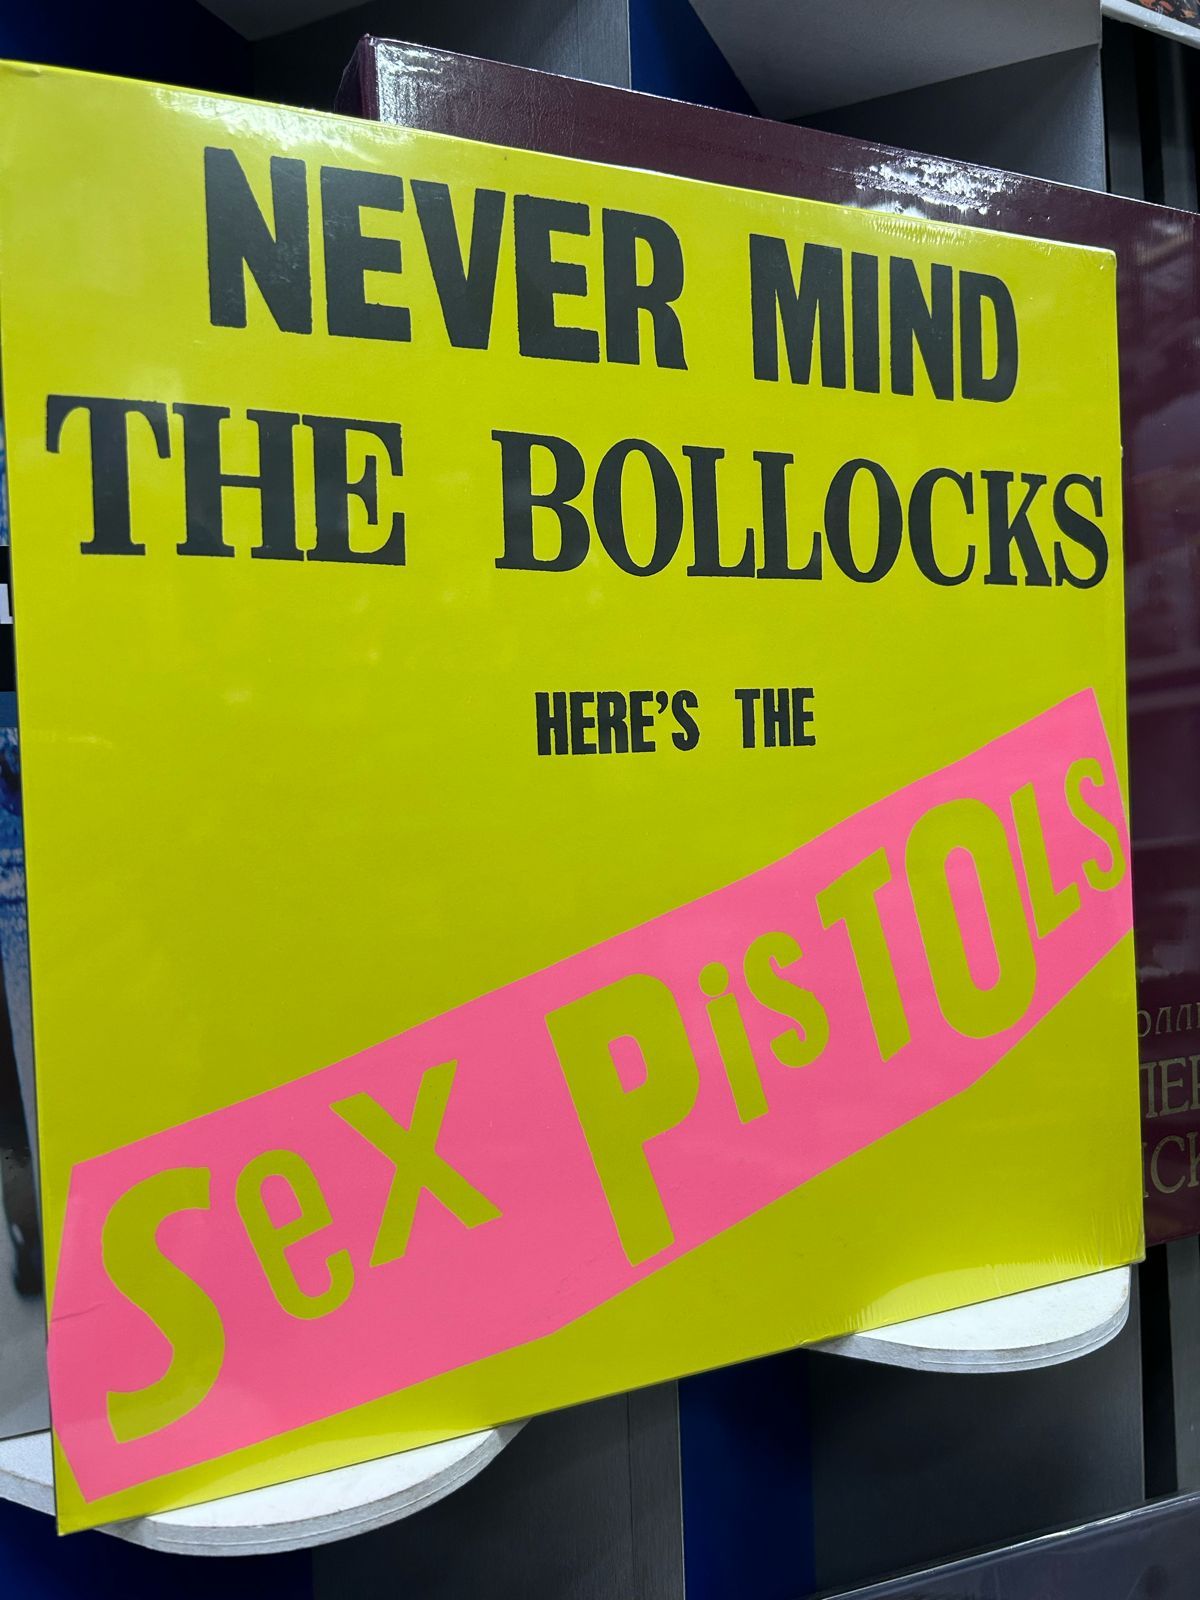 NEVER MIND
THE BOLLOCKS
HERE'S THE
Sex PiSTOLS